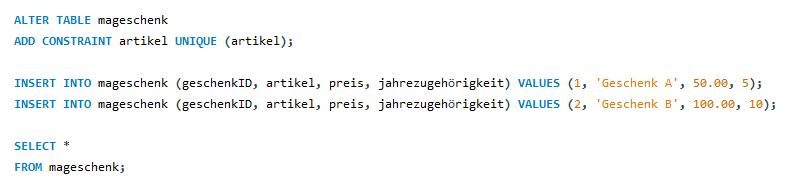 ALTER TABLE mageschenk
ADD CONSTRAINT artikel UNIQUE (artikel);
INSERT INTO mageschenk (geschenkID, artikel, preis, jahrezugehörigkeit) VALUES (1, 'Geschenk A', 50.00, 5);
INSERT INTO mageschenk (geschenkID, artikel, preis, jahrezugehörigkeit) VALUES (2, 'Geschenk B', 100.00, 10);
SELECT *
FROM mageschenk;